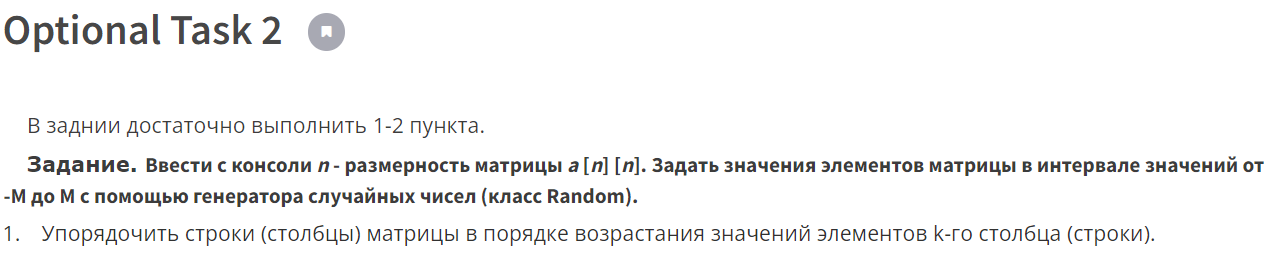 Optional Task 2
В заднии достаточно выполнить 1-2 пункта.
Задание. Ввести с консоли n - размерность матрицы a [n] [n]. Задать значения элементов матрицы в интервале значений от
-M до M с помощью генератора случайных чисел (класс Random).
1. Упорядочить строки (столбцы) матрицы в порядке возрастания значений элементов k-го столбца (строки).